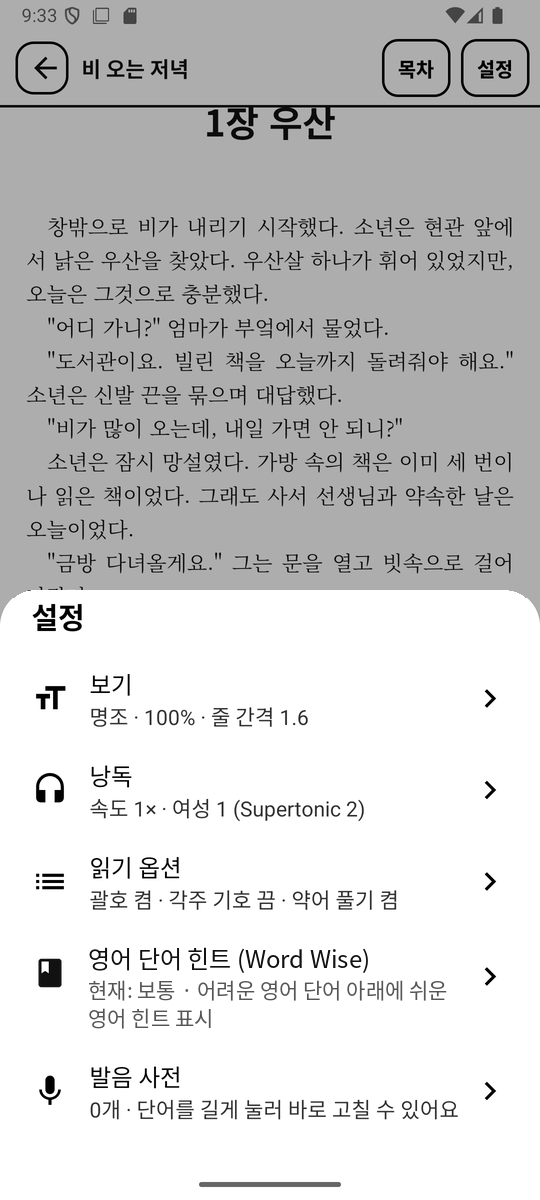 9:33
비 오는 저녁
목차
설정
1장 우산
창밖으로 비가 내리기 시작했다. 소년은 현관 앞에
서 낡은 우산을 찾았다. 우산살 하나가 휘어 있었지만,
오늘은 그것으로 충분했다.
"어디 가니?" 엄마가 부엌에서 물었다.
"도서관이요. 빌린 책을 오늘까지 돌려줘야 해요."
소년은 신발 끈을 묶으며 대답했다.
"비가 많이 오는데, 내일 가면 안 되니?"
소년은 잠시 망설였다. 가방 속의 책은 이미 세 번이
나 읽은 책이었다. 그래도 사서 선생님과 약속한 날은
오늘이었다.
"금방 다녀올게요." 그는 문을 열고 빗속으로 걸어
설정
보기
명조 · 100% · 줄 간격 1.6
낭독
속도 1× · 여성 1 (Supertonic 2)
읽기 옵션
괄호 켬 · 각주 기호 끔 · 약어 풀기 켬
영어 단어 힌트 (Word Wise)
현재: 보통 · 어려운 영어 단어 아래에 쉬운
영어 힌트 표시
발음 사전
0개 · 단어를 길게 눌러 바로 고칠 수 있어요